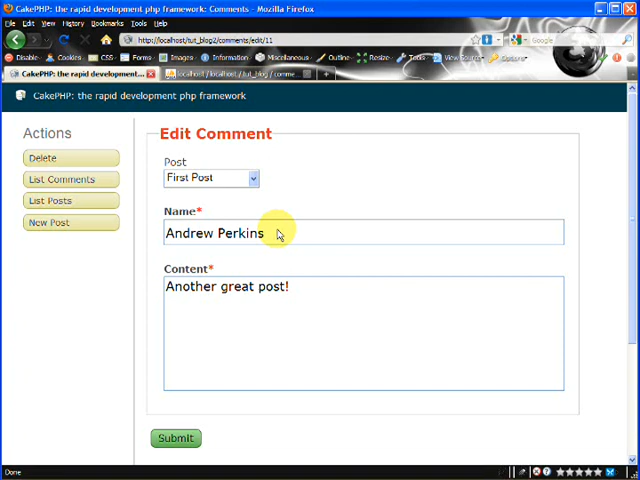 CakePHP: the rapid development php framework: Comments - Mozilla Firefox
File Edit View History Bookmarks Tools Help
http://localhost/tut_blog2/comments/edit/11
Google
Disable Cookies CSS Forms Images Information Miscellaneous Outline Resize Tools View Source Options
CakePHP: the rapid development php framework:... localhost / localhost / tut_blog / comme...
CakePHP: the rapid development php framework
Actions
Delete
List Comments
List Posts
New Post
Edit Comment
Post
First Post
Name*
Andrew Perkins
Content*
Another great post!
Submit
Done